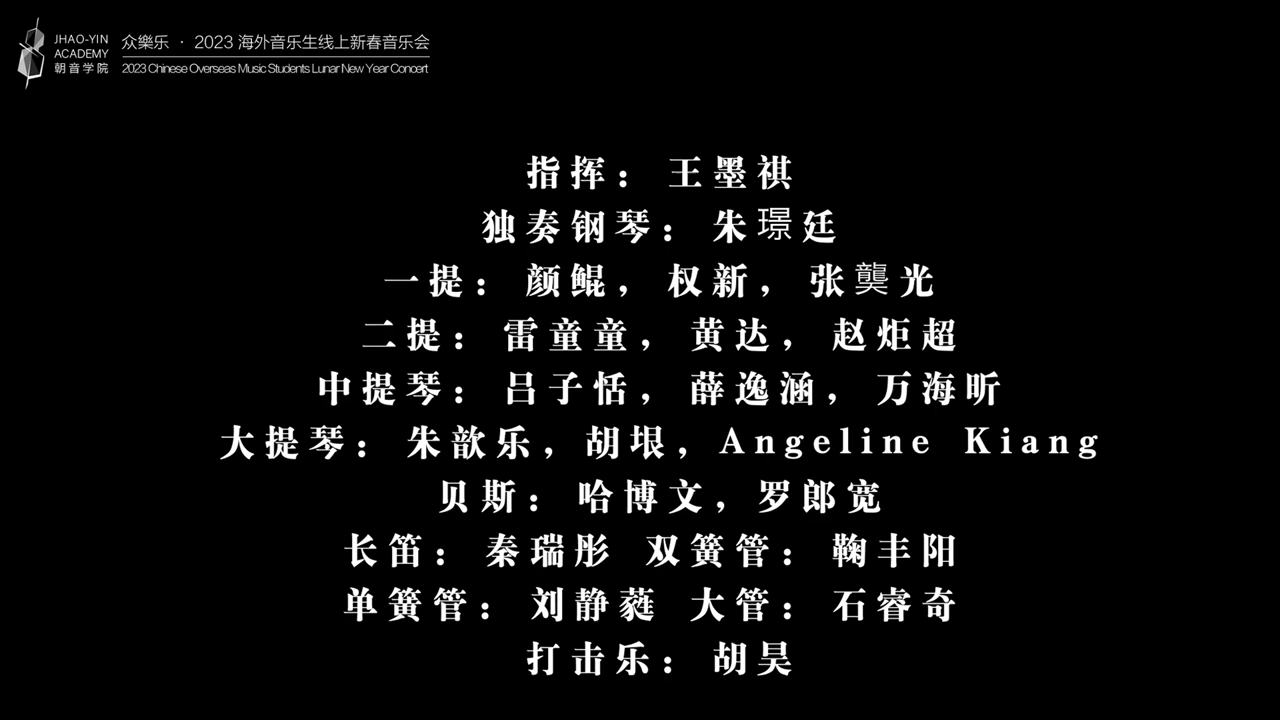 JHAO-YIN
ACADEMY
朝音学院
众樂乐 · 2023 海外音乐生线上新春音乐会
2023 Chinese Overseas Music Students Lunar New Year Concert
指挥： 王墨祺
独奏钢琴： 朱璟廷
一提： 颜鲲， 权新， 张龑光
二提： 雷童童， 黄达， 赵炬超
中提琴： 吕子恬， 薛逸涵， 万海昕
大提琴： 朱歆乐，胡垠，Angeline Kiang
贝斯： 哈博文，罗郎宽
长笛： 秦瑞彤 双簧管： 鞠丰阳
单簧管： 刘静蕤 大管： 石睿奇
打击乐： 胡昊